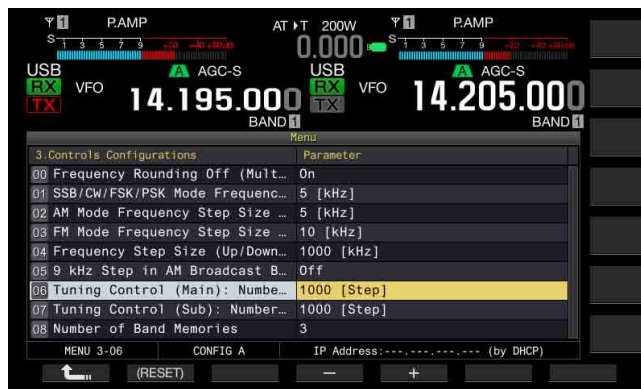 1 P.AMP AT▸T 200W 1 P.AMP
S 1 3 5 7 9 +20 +40 +60dB 0.000 S 1 3 5 7 9 +20 +40 +60dB
USB A AGC-S USB A AGC-S
RX VFO 14.195.000 RX VFO 14.205.000
TX TX
BAND 1 BAND 1
Menu
3.Controls Configurations Parameter
00 Frequency Rounding Off (Mult… On
01 SSB/CW/FSK/PSK Mode Frequenc… 5 [kHz]
02 AM Mode Frequency Step Size … 5 [kHz]
03 FM Mode Frequency Step Size … 10 [kHz]
04 Frequency Step Size (Up/Down… 1000 [kHz]
05 9 kHz Step in AM Broadcast B… Off
06 Tuning Control (Main): Numbe… 1000 [Step]
07 Tuning Control (Sub): Number… 1000 [Step]
08 Number of Band Memories 3
MENU 3-06 CONFIG A IP Address:---.---.---.--- (by DHCP)
(RESET) － ＋